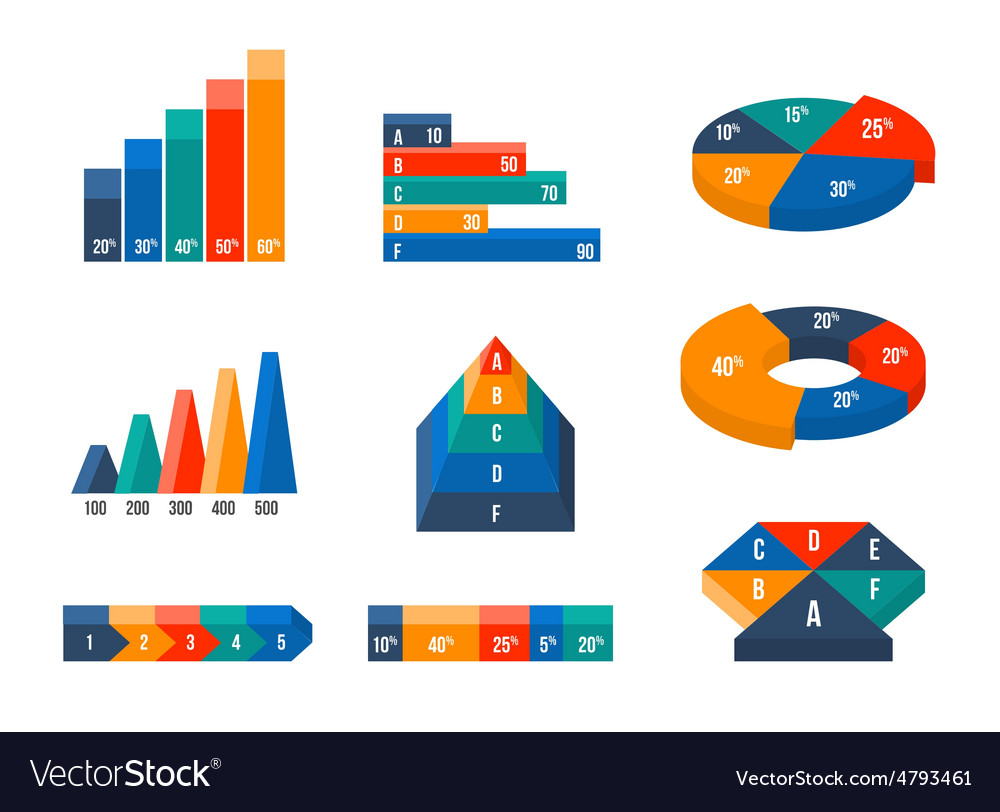 20% 30% 40% 50% 60%
A 10
B 50
C 70
D 30
F 90
15%
10%
25%
20%
30%
100 200 300 400 500
A
B
C
D
F
20%
40%
20%
20%
1 2 3 4 5
10% 40% 25% 5% 20%
C D E
B F
A
VectorStock®
VectorStock.com/4793461